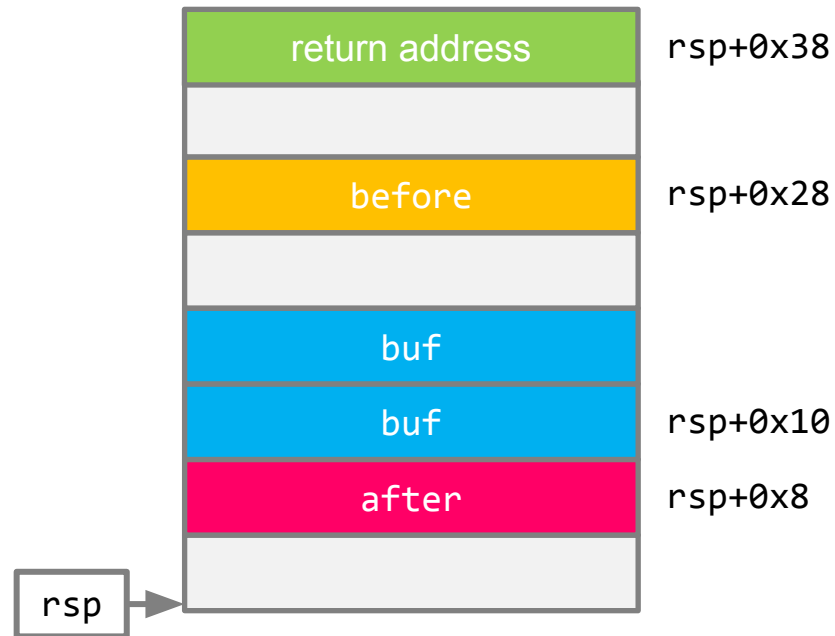 return address rsp+0x38
before rsp+0x28
buf
buf rsp+0x10
after rsp+0x8
rsp